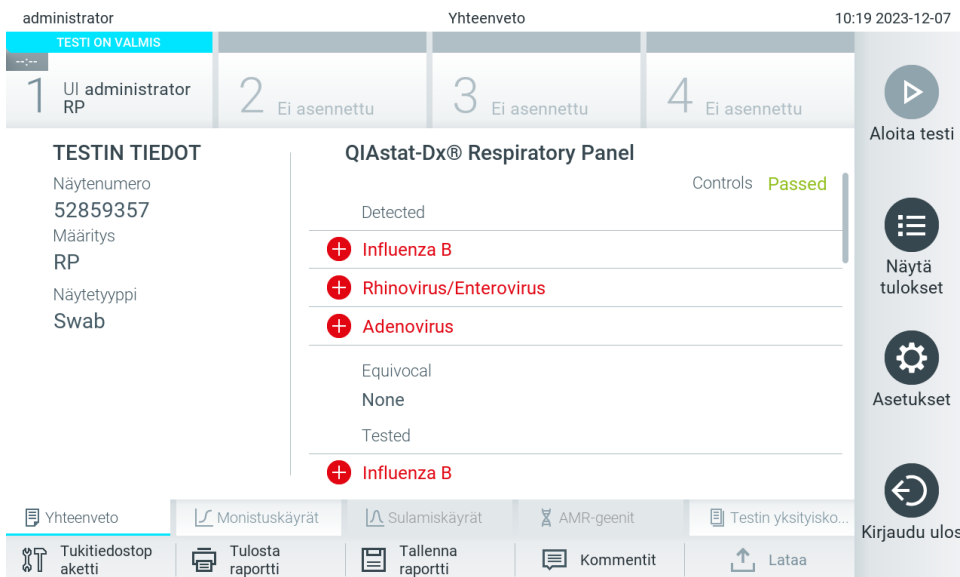 administrator
Yhteenveto
10:19 2023-12-07
TESTI ON VALMIS
--:--
1
UI administrator
RP
2
Ei asennettu
3
Ei asennettu
4
Ei asennettu
Aloita testi
TESTIN TIEDOT
Näytenumero
52859357
Määritys
RP
Näytetyyppi
Swab
QIAstat-Dx® Respiratory Panel
Controls Passed
Detected
Influenza B
Rhinovirus/Enterovirus
Adenovirus
Equivocal
None
Tested
Influenza B
Näytä
tulokset
Asetukset
Kirjaudu ulos
Yhteenveto
Monistuskäyrät
Sulamiskäyrät
AMR-geenit
Testin yksityisko...
Tukitiedostop
aketti
Tulosta
raportti
Tallenna
raportti
Kommentit
Lataa